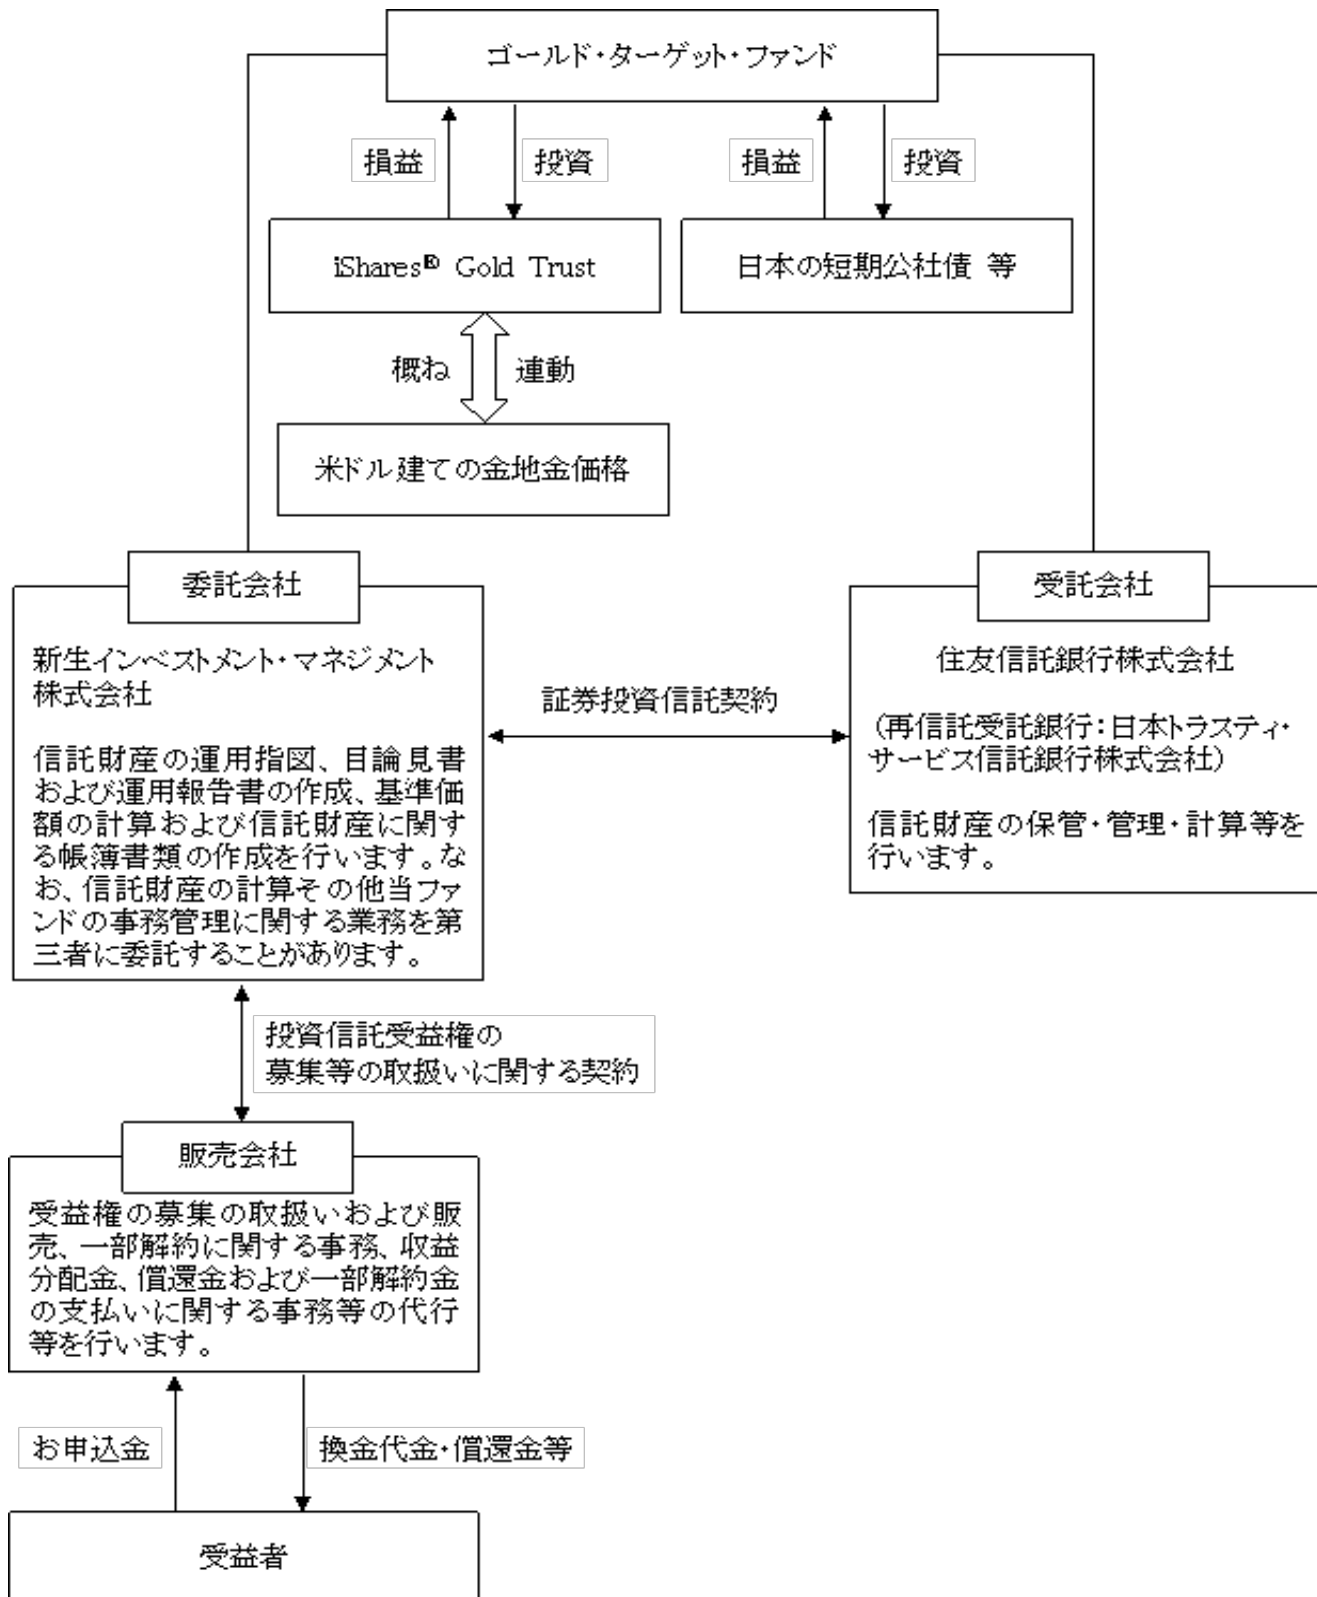 ゴールド・ターゲット・ファンド
損益
投資
損益
投資
iShares® Gold Trust
日本の短期公社債 等
概ね
連動
米ドル建ての金地金価格
委託会社
新生インベストメント・マネジメント
株式会社
信託財産の運用指図、目論見書
および運用報告書の作成、基準価
額の計算および信託財産に関す
る帳簿書類の作成を行います。な
お、信託財産の計算その他当ファ
ンドの事務管理に関する業務を第
三者に委託することがあります。
証券投資信託契約
受託会社
住友信託銀行株式会社
(再信託受託銀行:日本トラスティ・
サービス信託銀行株式会社)
信託財産の保管・管理・計算等を
行います。
投資信託受益権の
募集等の取扱いに関する契約
販売会社
受益権の募集の取扱いおよび販
売、一部解約に関する事務、収益
分配金、償還金および一部解約金
の支払いに関する事務等の代行
等を行います。
お申込金
換金代金・償還金等
受益者